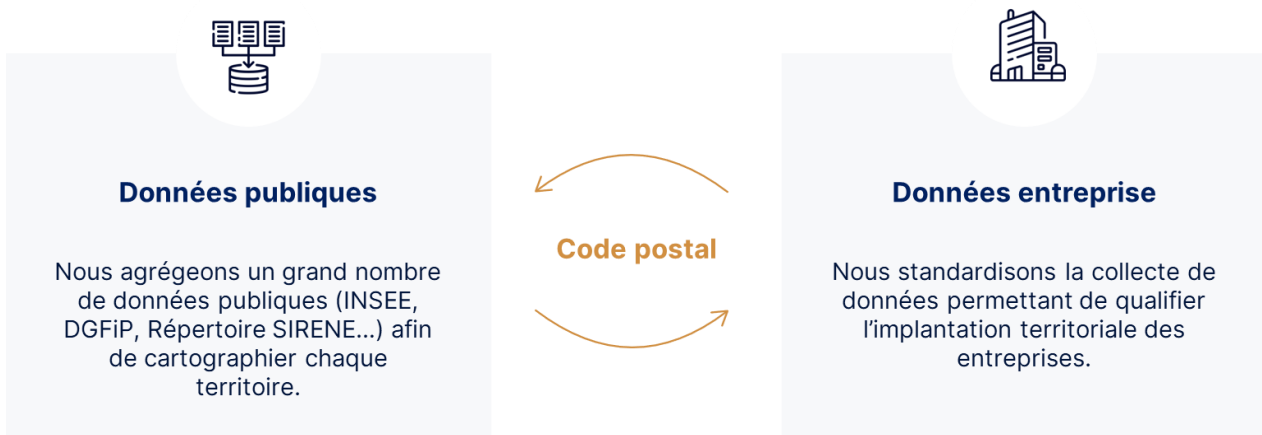 Données publiques
Nous agrégeons un grand nombre
de données publiques (INSEE,
DGFiP, Répertoire SIRENE...) afin
de cartographier chaque
territoire.
Code postal
Données entreprise
Nous standardisons la collecte de
données permettant de qualifier
l’implantation territoriale des
entreprises.